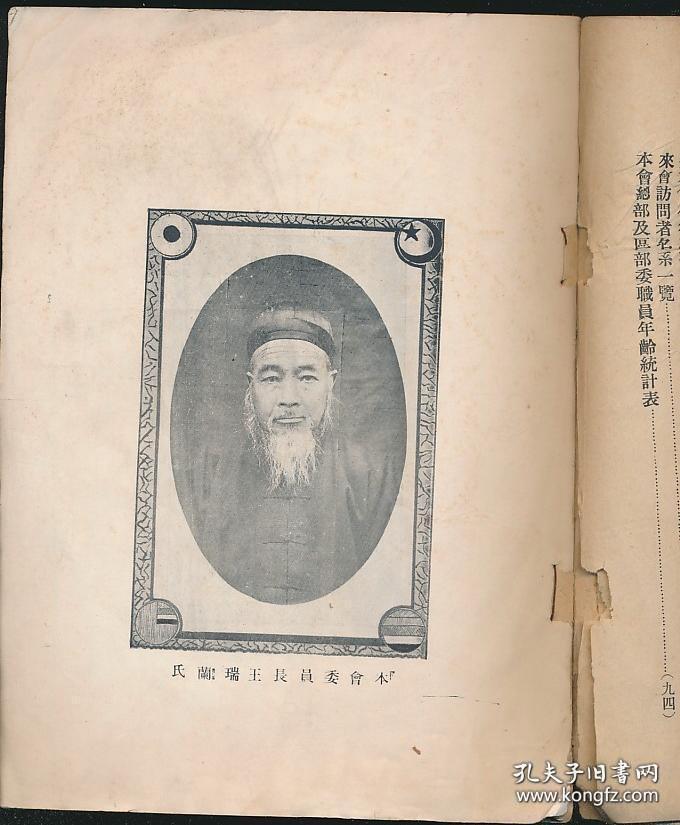 來會訪問者名系一覽
本會總部及區部委職員年齡統計表
（九四）
本會委員長王瑞蘭氏
孔夫子旧书网
www.kongfz.com